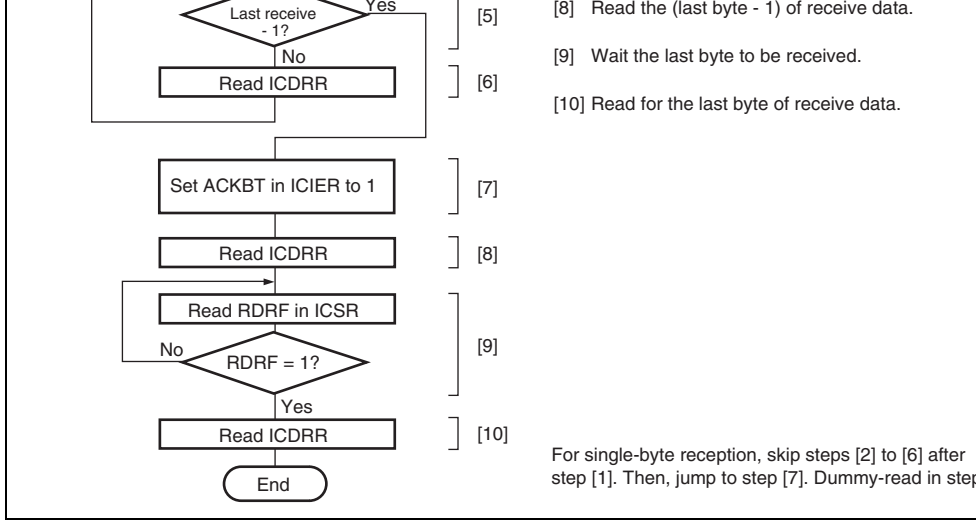 Last receive
- 1?
Yes
[5]
No
Read ICDRR
[6]
Set ACKBT in ICIER to 1
[7]
Read ICDRR
[8]
Read RDRF in ICSR
No
RDRF = 1?
[9]
Yes
Read ICDRR
[10]
End
[8] Read the (last byte - 1) of receive data.
[9] Wait the last byte to be received.
[10] Read for the last byte of receive data.
For single-byte reception, skip steps [2] to [6] after
step [1]. Then, jump to step [7]. Dummy-read in step